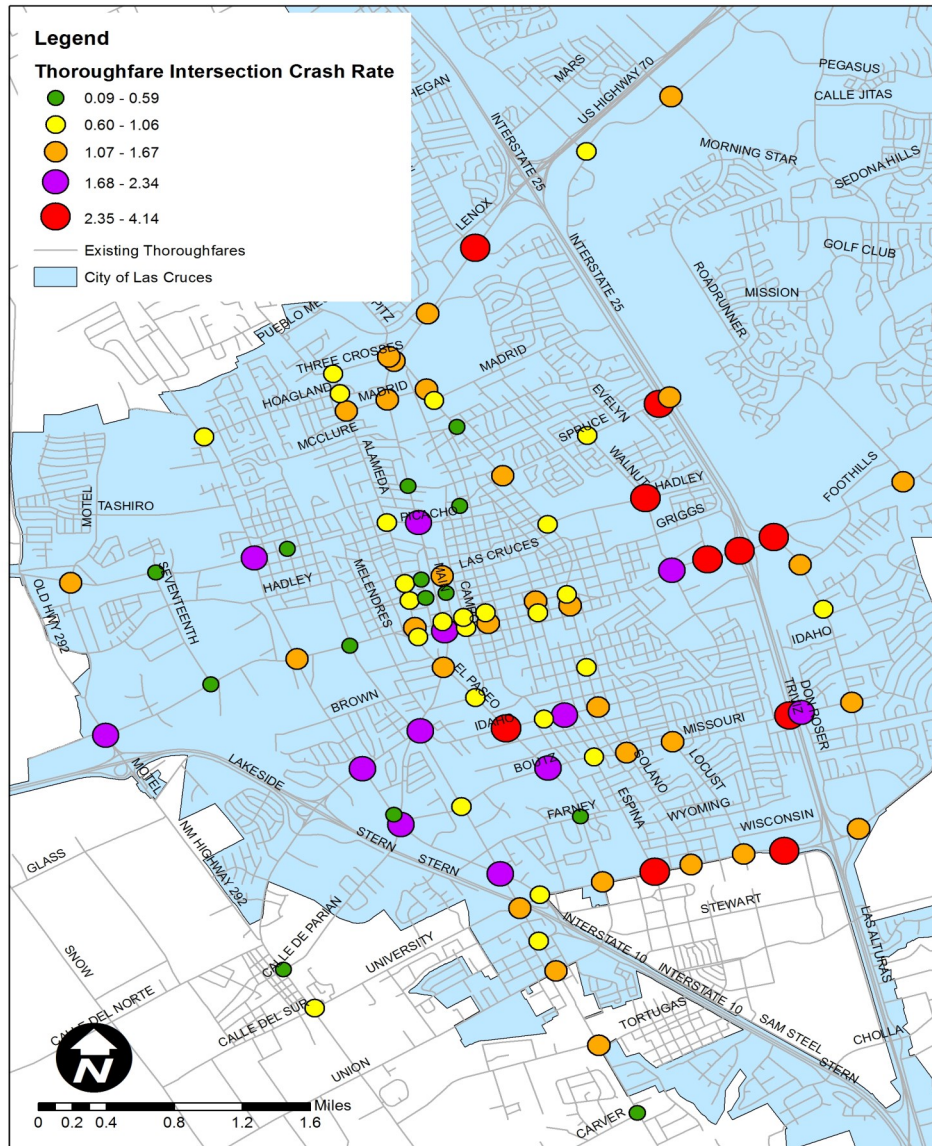 Legend
Thoroughfare Intersection Crash Rate
0.09 - 0.59
0.60 - 1.06
1.07 - 1.67
1.68 - 2.34
2.35 - 4.14
Existing Thoroughfares
City of Las Cruces
MARS
US HIGHWAY 70
PEGASUS
CALLE JITAS
INTERSTATE 25
MORNING STAR
SEDONA HILLS
LENOX
INTERSTATE 25
GOLF CLUB
ROADRUNNER
MISSION
THREE CROSSES
MADRID
HOAGLAND
MADRID
EVELYN
MCCLURE
SPRUCE
ALAMEDA
WALNUT
HADLEY
FOOTHILLS
MOTEL
TASHIRO
PICACHO
GRIGGS
LAS CRUCES
OLD HWY 292
SEVENTEENTH
HADLEY
MELENDRES
MAIN
IDAHO
EL PASEO
BROWN
IDAHO
MISSOURI
DON ROSER
BOUTZ
SOLANO
LOCUST
MOTEL
LAKESIDE
ESPINA
WYOMING
FARNEY
WISCONSIN
STERN
STERN
GLASS
NM HIGHWAY 292
STEWART
INTERSTATE 10
LAS ALTURAS
SNOW
CALLE DE PARIAN
UNIVERSITY
INTERSTATE 10
CALLE DEL NORTE
CALLE DEL SUR
TORTUGAS
SAM STEEL
CHOLLA
UNION
STERN
N
Miles
0 0.2 0.4 0.8 1.2 1.6
CARVER